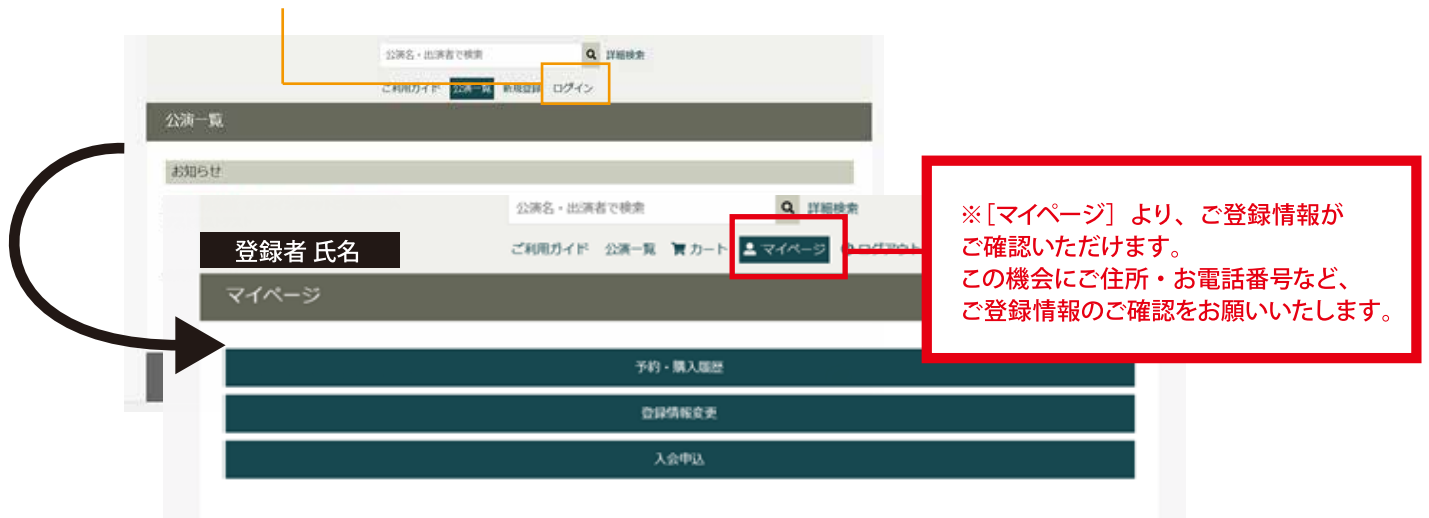 公演名・出演者で検索
詳細検索
ご利用ガイド 公演一覧 新規登録 ログイン
公演一覧
お知らせ
公演名・出演者で検索
詳細検索
登録者 氏名
ご利用ガイド 公演一覧 カート マイページ ログアウト
マイページ
※[マイページ]より、ご登録情報が
ご確認いただけます。
この機会にご住所・お電話番号など、
ご登録情報のご確認をお願いいたします。
予約・購入履歴
登録情報変更
入会申込